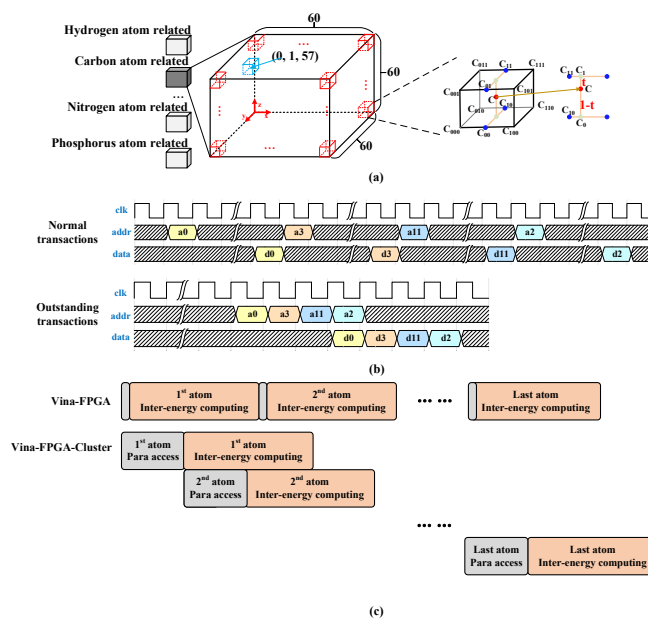 60
Hydrogen atom related
Carbon atom related
...
Nitrogen atom related
Phosphorus atom related
(0, 1, 57)
60
60
z
t
C011
C11
C111
C001
C01
C101
C
C010
C10
C110
C000
C00
C100
C11
C1
t
C
1-t
C10
C0
(a)
Normal
transactions
clk
addr
a0
a3
a11
a2
data
d0
d3
d11
d2
Outstanding
transactions
clk
addr
a0
a3
a11
a2
data
d0
d3
d11
d2
(b)
Vina-FPGA
1st atom
Inter-energy computing
2nd atom
Inter-energy computing
... ...
Last atom
Inter-energy computing
Vina-FPGA-Cluster
1st atom
Para access
1st atom
Inter-energy computing
2nd atom
Para access
2nd atom
Inter-energy computing
... ...
Last atom
Para access
Last atom
Inter-energy computing
(c)